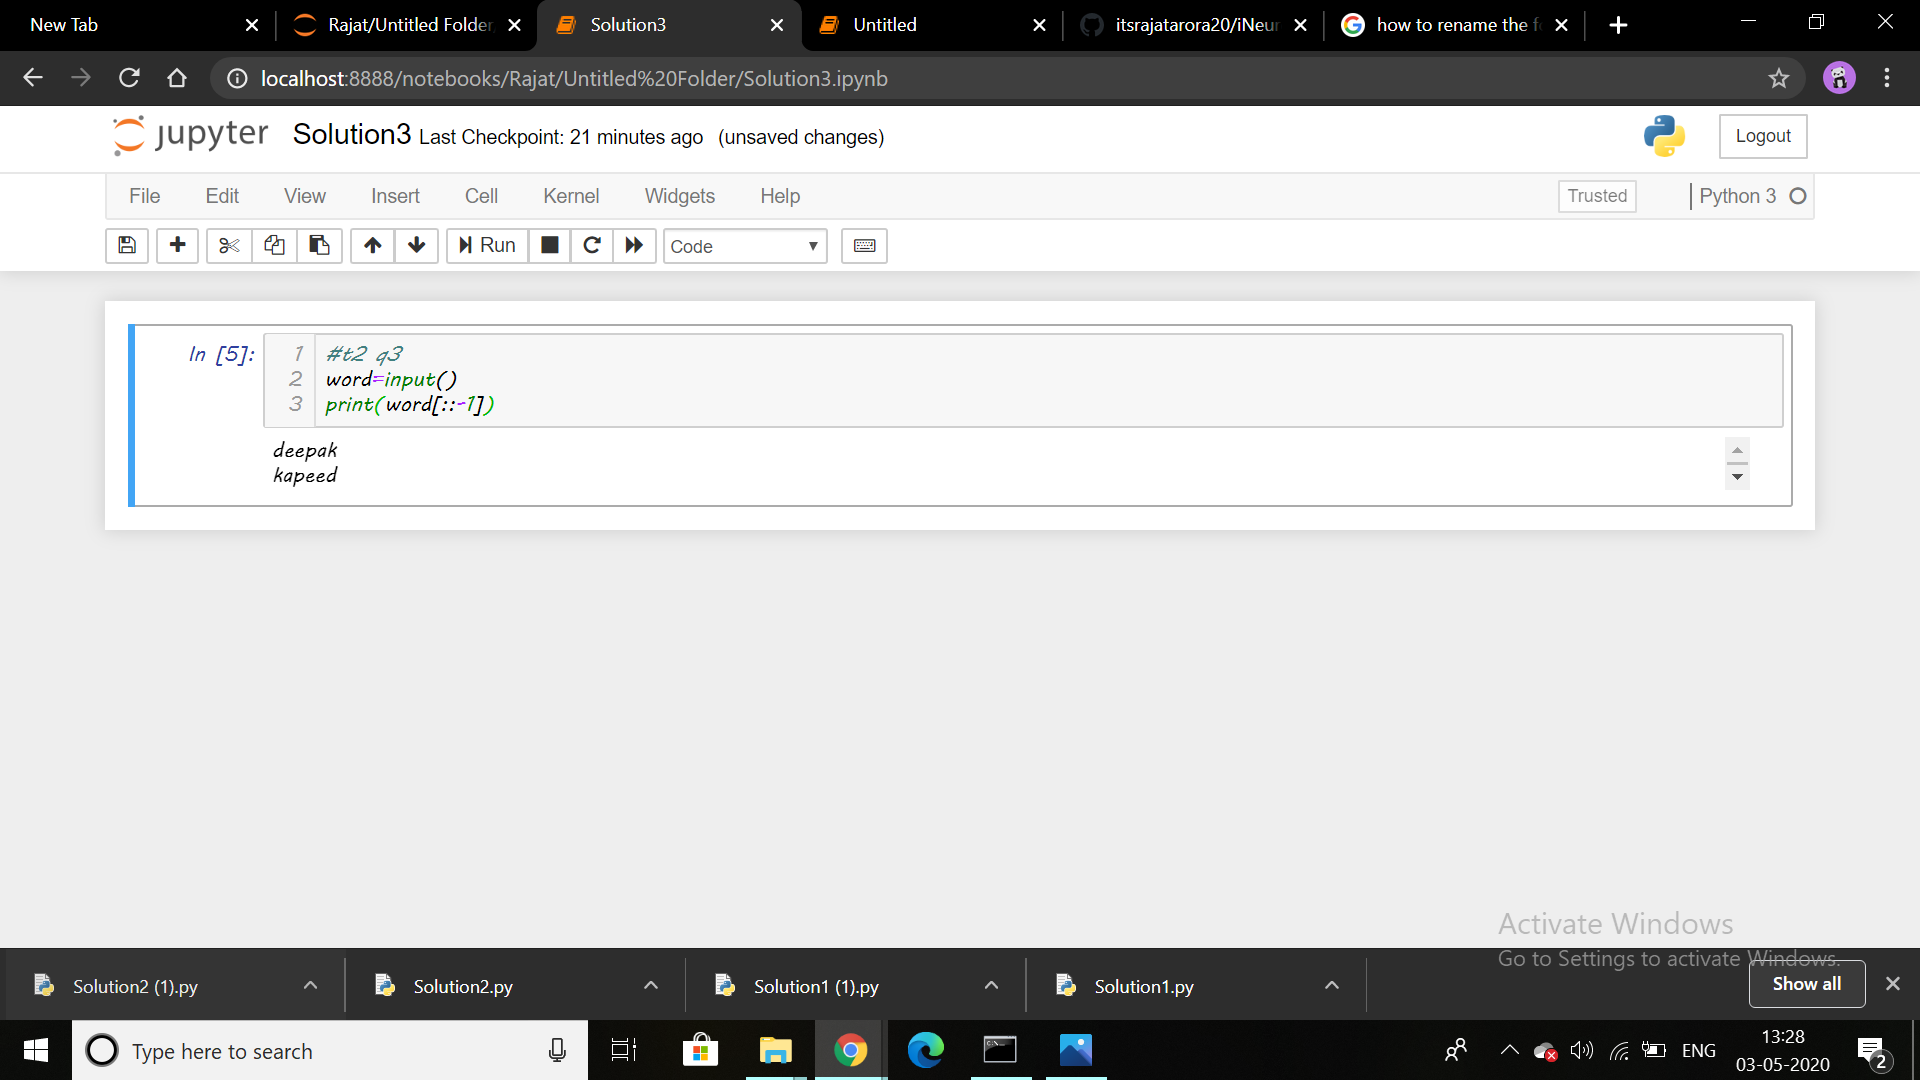 New Tab
Rajat/Untitled Folder
Solution3
Untitled
itsrajatarora20/iNeur
how to rename the f
localhost:8888/notebooks/Rajat/Untitled%20Folder/Solution3.ipynb
jupyter Solution3 Last Checkpoint: 21 minutes ago (unsaved changes)
Logout
File Edit View Insert Cell Kernel Widgets Help
Trusted
Python 3
Run
Code
In [5]:
1 #t2 q3
2 word=input()
3 print(word[::-1])
deepak
kapeed
Activate Windows
Go to Settings to activate Windows.
Solution2 (1).py
Solution2.py
Solution1 (1).py
Solution1.py
Show all
Type here to search
ENG
13:28
03-05-2020
2